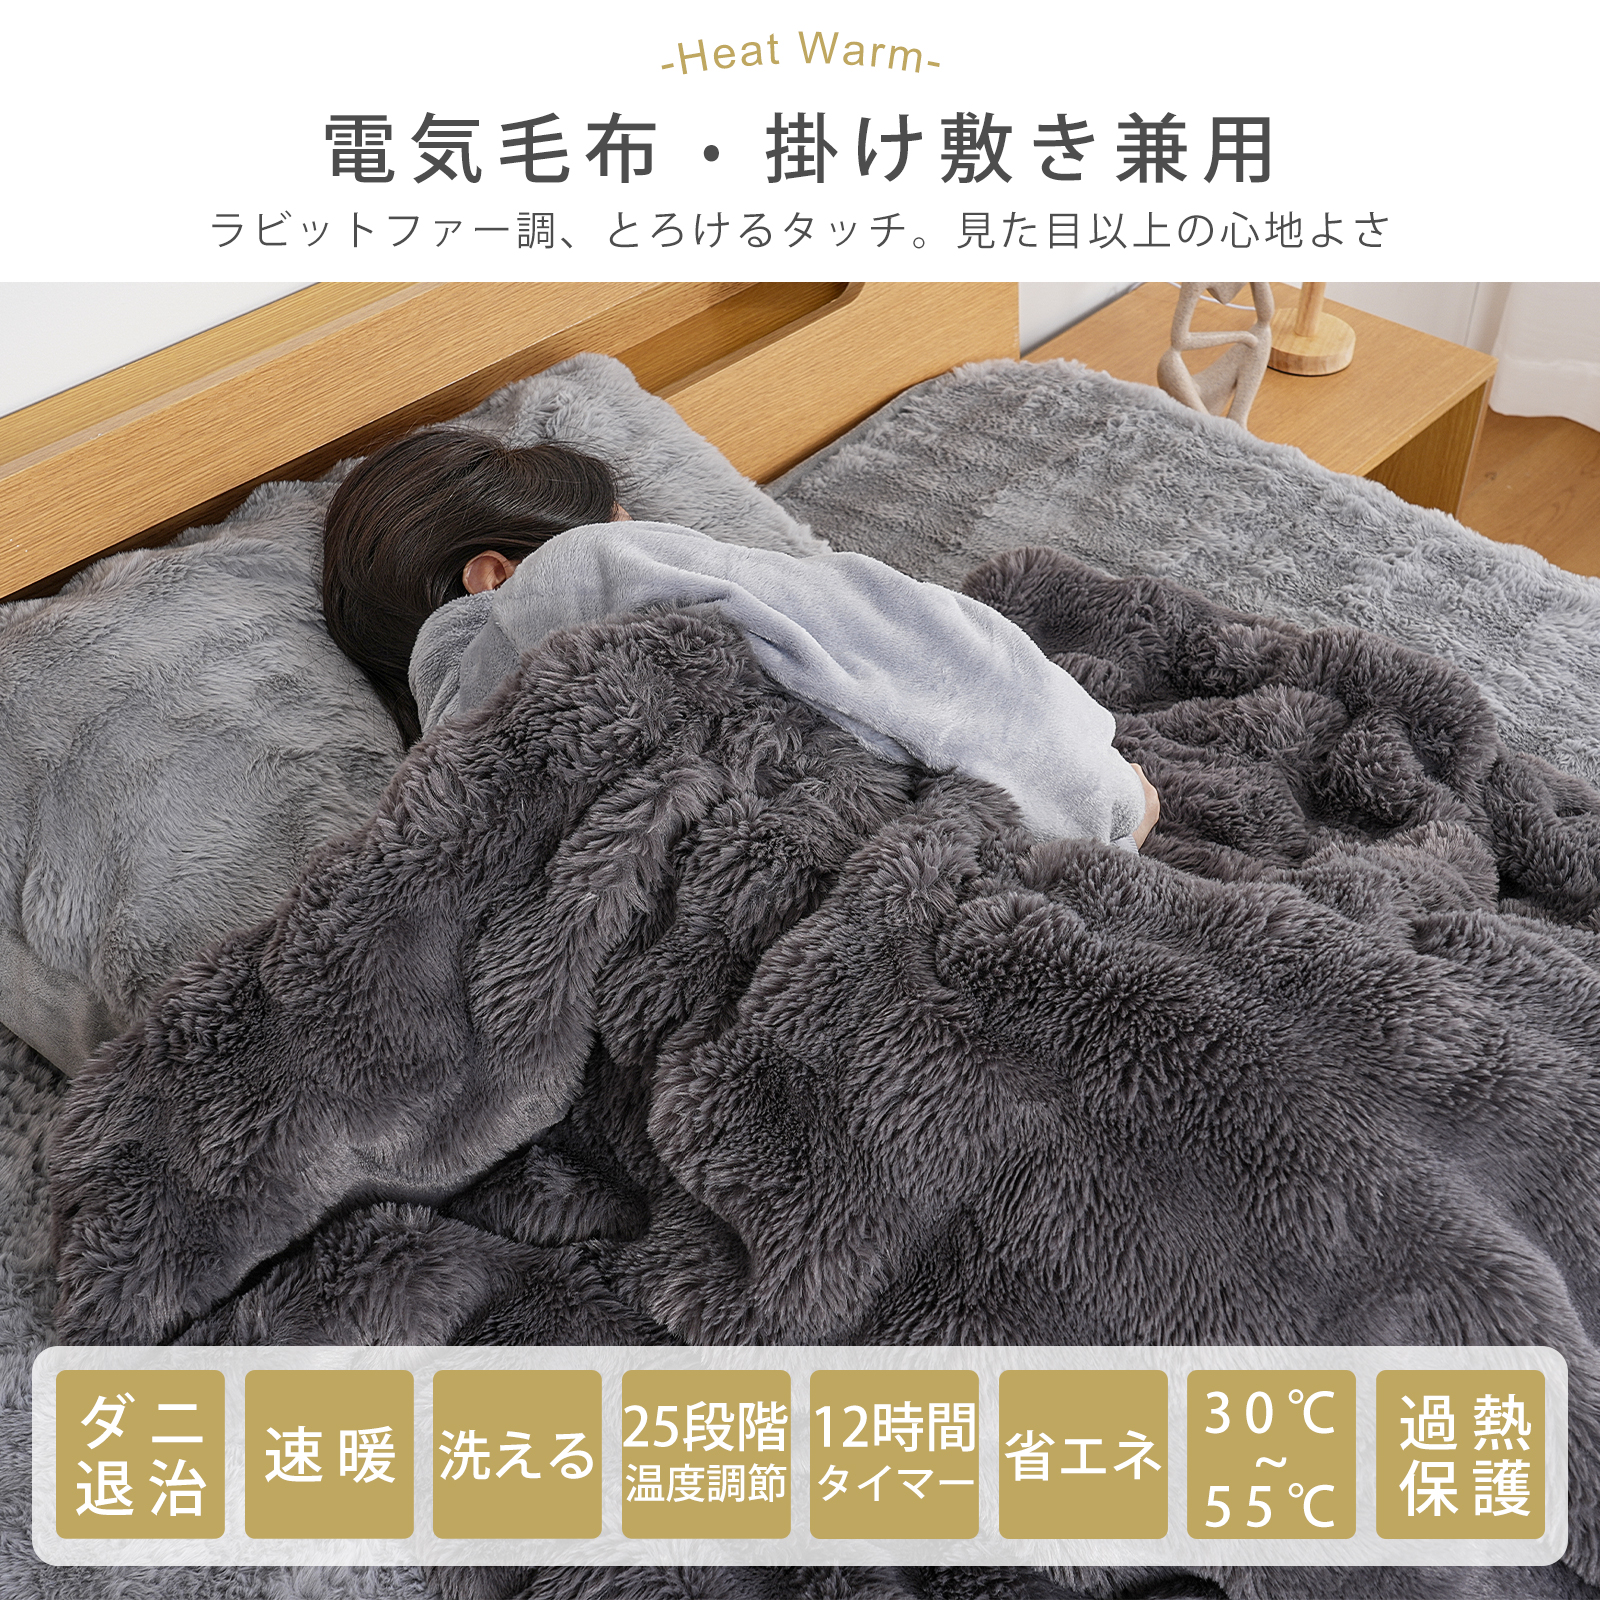 -Heat Warm-
電気毛布・掛け敷き兼用
ラビットファー調、とろけるタッチ。見た目以上の心地よさ
ダニ
退治
速暖
洗える
25段階
温度調節
12時間
タイマー
省エネ
30℃
~
55℃
過熱
保護